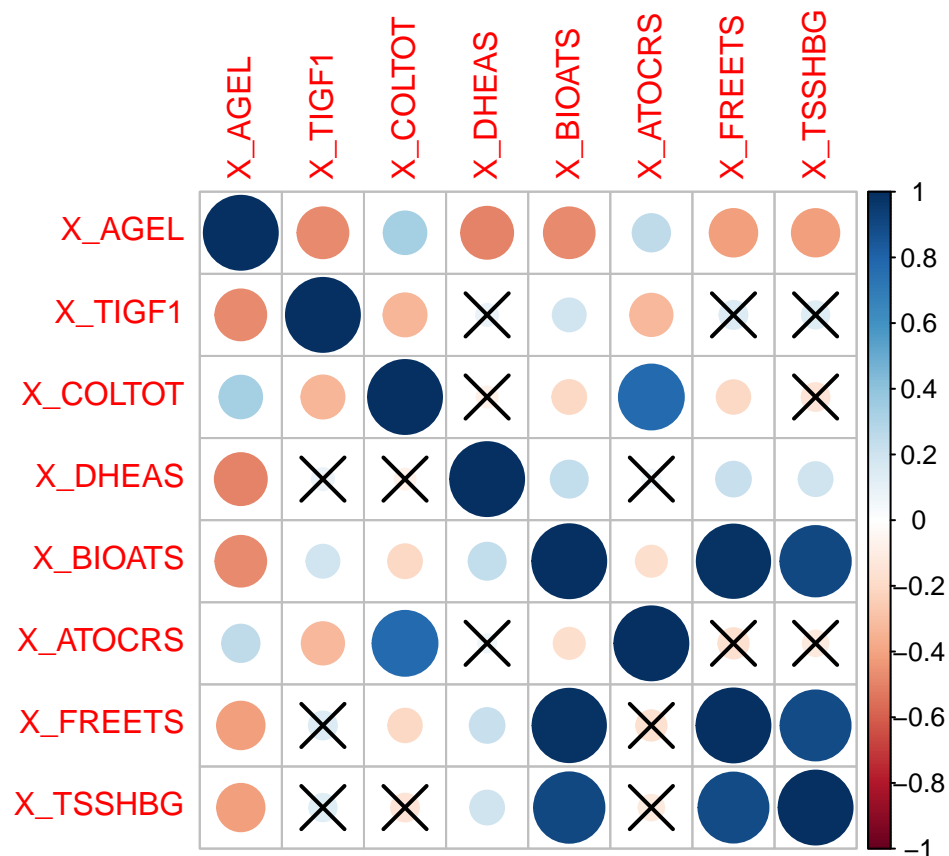 X_AGEL
X_TIGF1
X_COLTOT
X_DHEAS
X_BIOATS
X_ATOCRS
X_FREETS
X_TSSHBG
X_AGEL
X_TIGF1
X_COLTOT
X_DHEAS
X_BIOATS
X_ATOCRS
X_FREETS
X_TSSHBG
1
0.8
0.6
0.4
0.2
0
−0.2
−0.4
−0.6
−0.8
−1